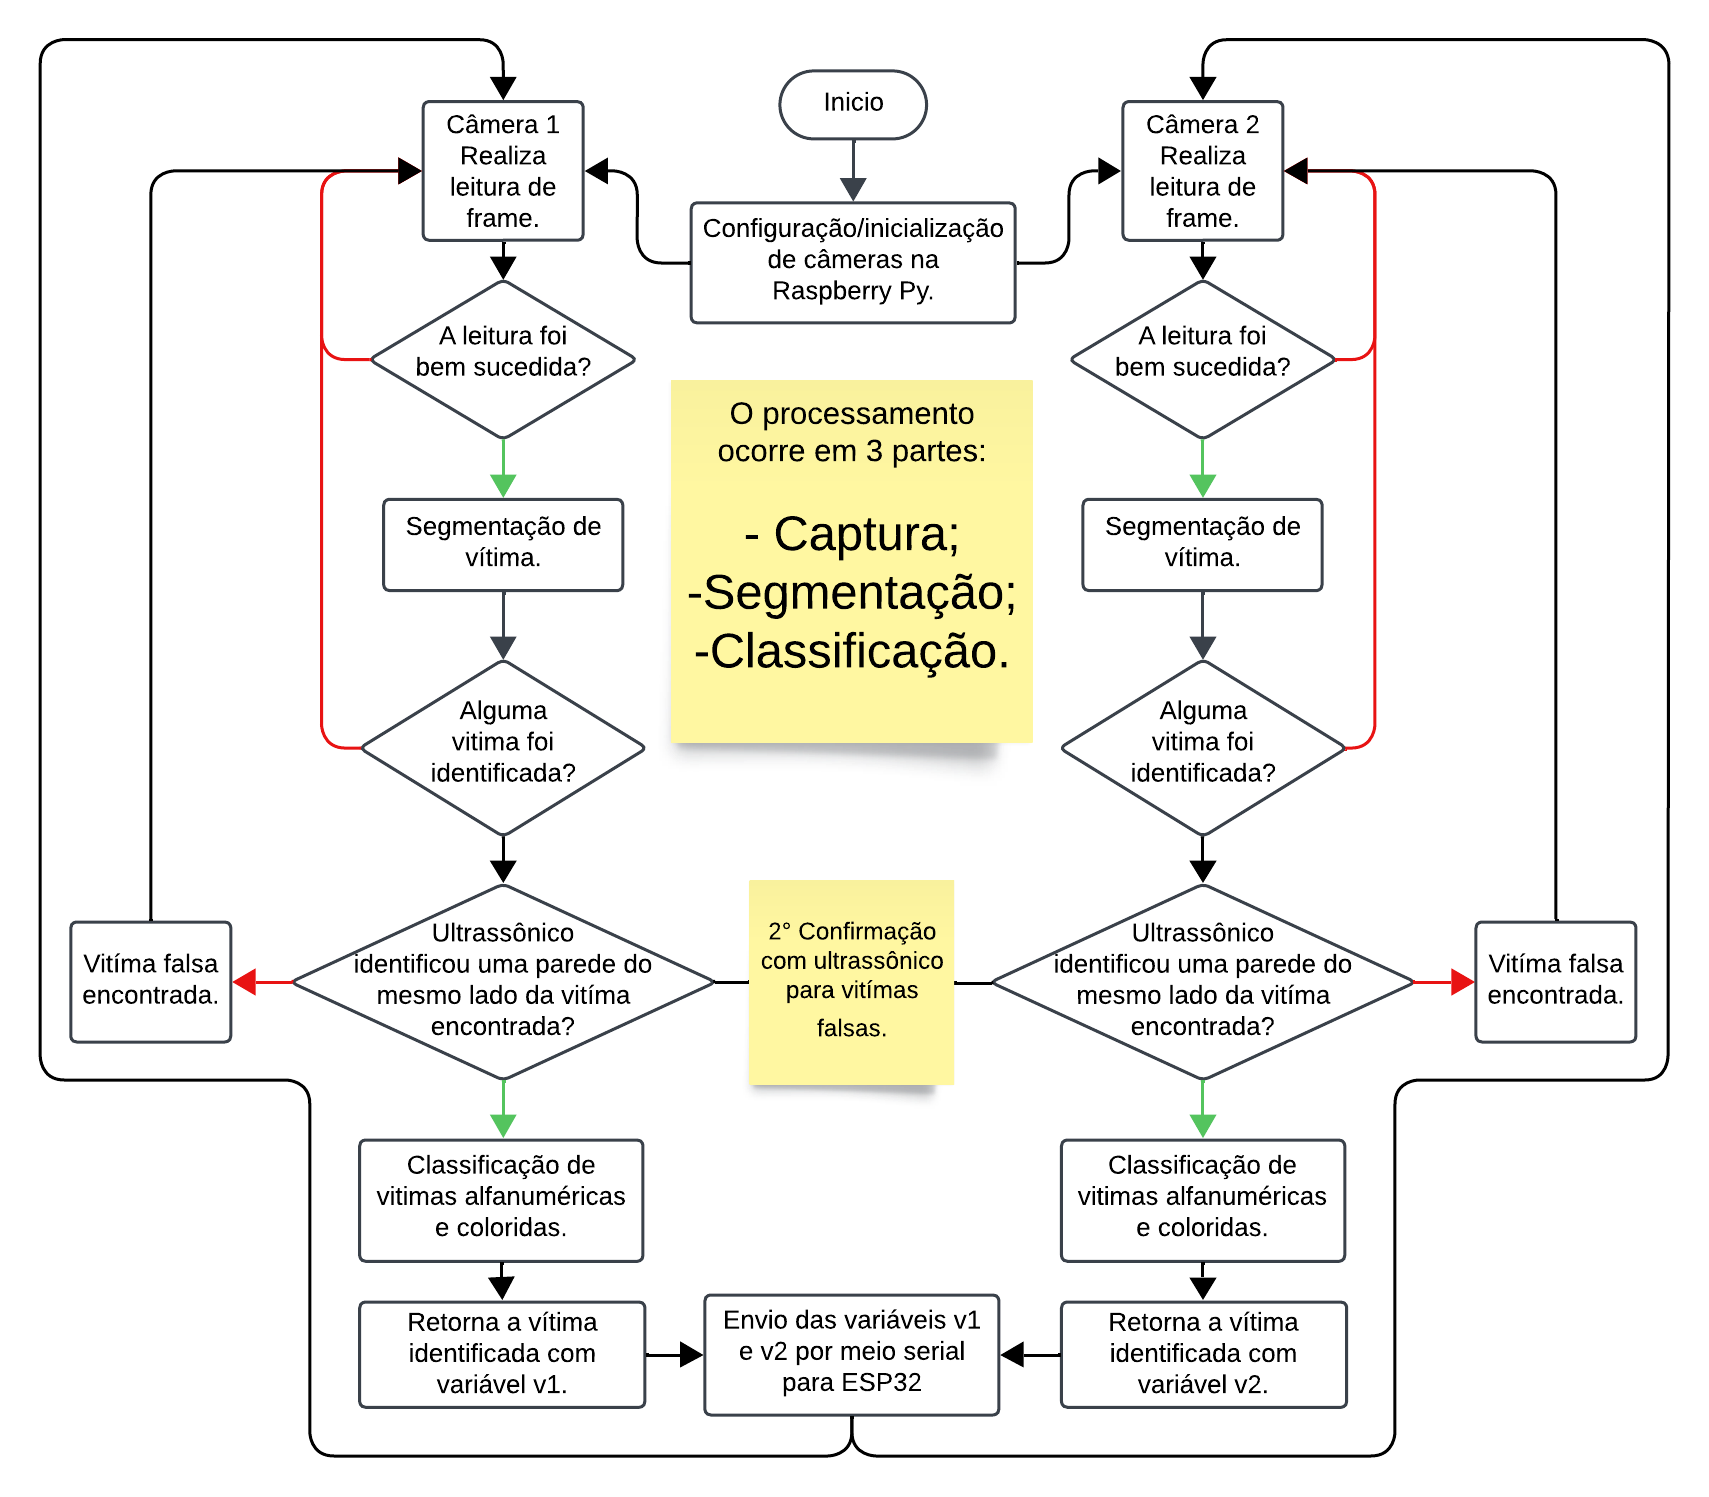 Inicio
Câmera 1
Realiza
leitura de
frame.
Configuração/inicialização
de câmeras na
Raspberry Py.
Câmera 2
Realiza
leitura de
frame.
A leitura foi
bem sucedida?
A leitura foi
bem sucedida?
O processamento
ocorre em 3 partes:
- Captura;
-Segmentação;
-Classificação.
Segmentação de
vítima.
Segmentação de
vítima.
Alguma
vitima foi
identificada?
Alguma
vitima foi
identificada?
Vitíma falsa
encontrada.
Ultrassônico
identificou uma parede do
mesmo lado da vitíma
encontrada?
2° Confirmação
com ultrassônico
para vitímas
falsas.
Ultrassônico
identificou uma parede do
mesmo lado da vitíma
encontrada?
Vitíma falsa
encontrada.
Classificação de
vitimas alfanuméricas
e coloridas.
Classificação de
vitimas alfanuméricas
e coloridas.
Retorna a vítima
identificada com
variável v1.
Envio das variáveis v1
e v2 por meio serial
para ESP32
Retorna a vítima
identificada com
variável v2.